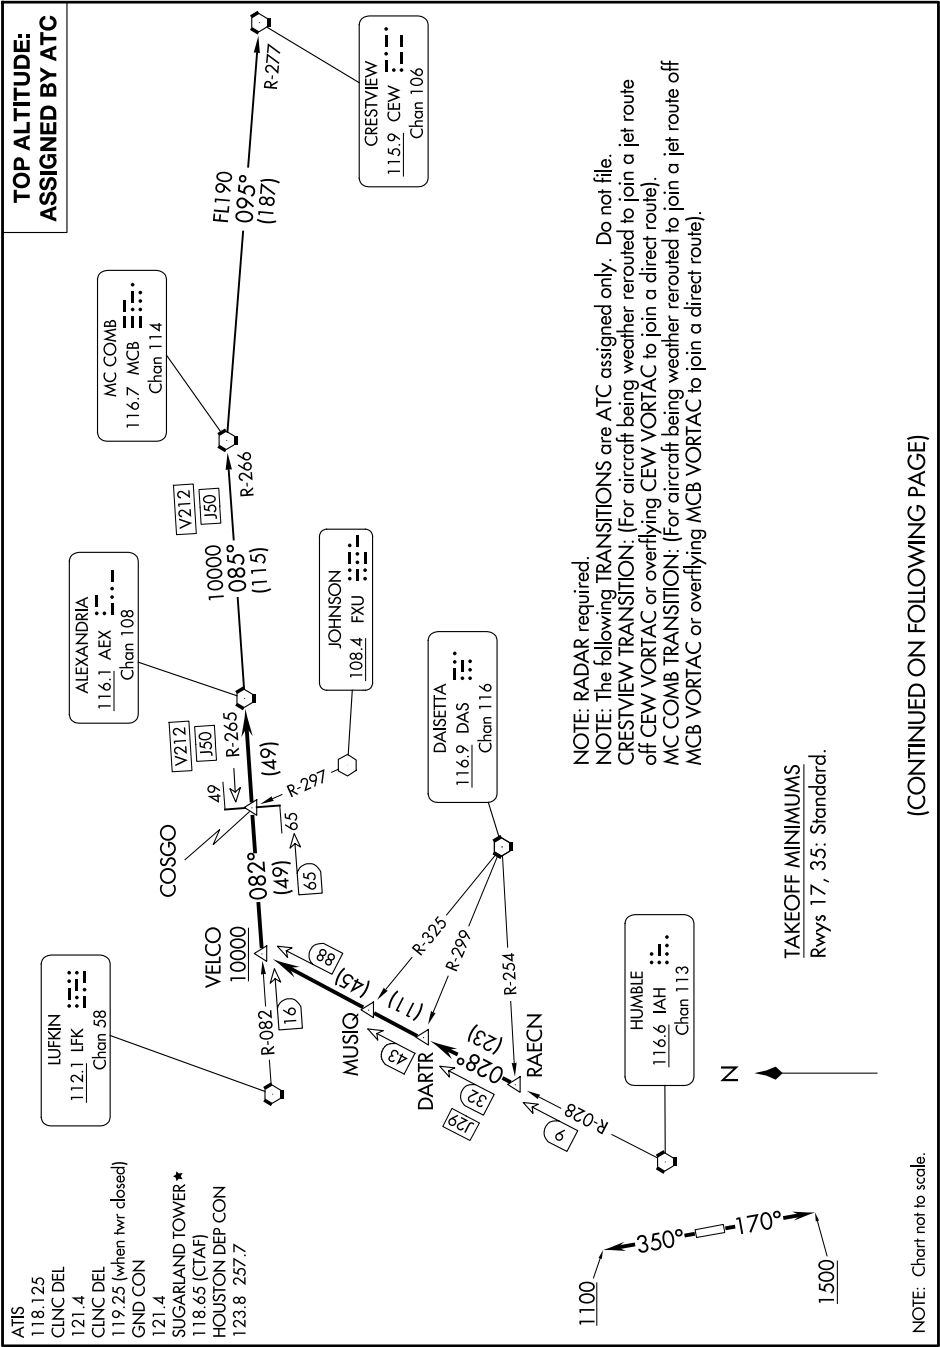 TOP ALTITUDE:
ASSIGNED BY ATC
ATIS
118.125
CLNC DEL
121.4
CLNC DEL
119.25 (when twr closed)
GND CON
121.4
SUGARLAND TOWER★
118.65 (CTAF)
HOUSTON DEP CON
123.8 257.7
LUFKIN
112.1 LFK
Chan 58
ALEXANDRIA
116.1 AEX
Chan 108
MC COMB
116.7 MCB
Chan 114
CRESTVIEW
115.9 CEW
Chan 106
JOHNSON
108.4 FXU
DAISETTA
116.9 DAS
Chan 116
HUMBLE
116.6 IAH
Chan 113
VELCO
10000
COSGO
MUSIQ
DARTR
RAECN
R-082
16
88
(45)
43
(11)
32
J29
028°
(23)
9
R-028
R-325
R-299
R-254
082°
(49)
65
65
49
R-297
V212
J50
R-265
(49)
V212
J50
10000
085°
(115)
R-266
FL190
095°
(187)
R-277
NOTE: RADAR required.
NOTE: The following TRANSITIONS are ATC assigned only. Do not file.
CRESTVIEW TRANSITION: (For aircraft being weather rerouted to join a jet route
off CEW VORTAC or overflying CEW VORTAC to join a direct route).
MC COMB TRANSITION: (For aircraft being weather rerouted to join a jet route off
MCB VORTAC or overflying MCB VORTAC to join a direct route).
TAKEOFF MINIMUMS
Rwys 17, 35: Standard.
N
1100
350°
170°
1500
NOTE: Chart not to scale.
(CONTINUED ON FOLLOWING PAGE)